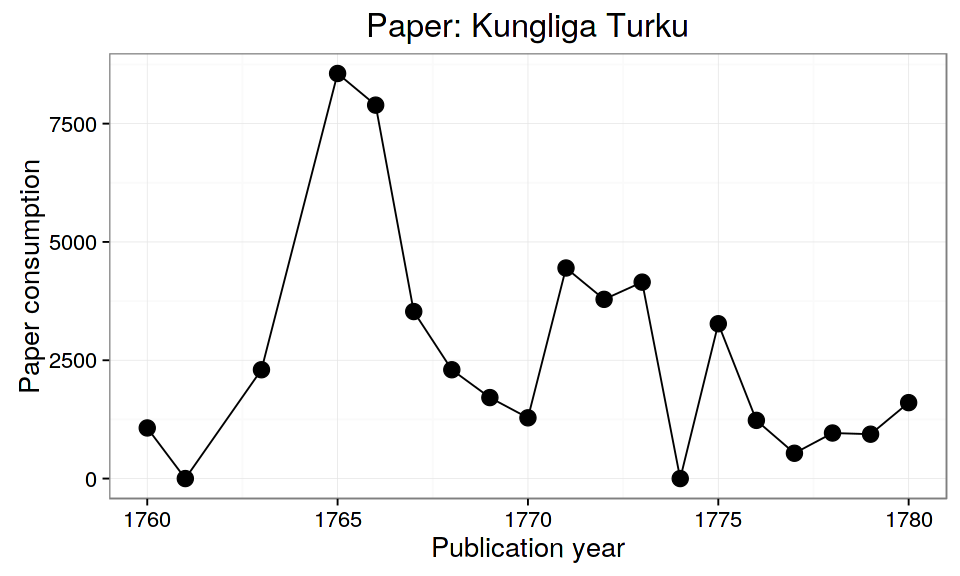 Paper: Kungliga Turku
Paper consumption
7500
5000
2500
0
1760 1765 1770 1775 1780
Publication year